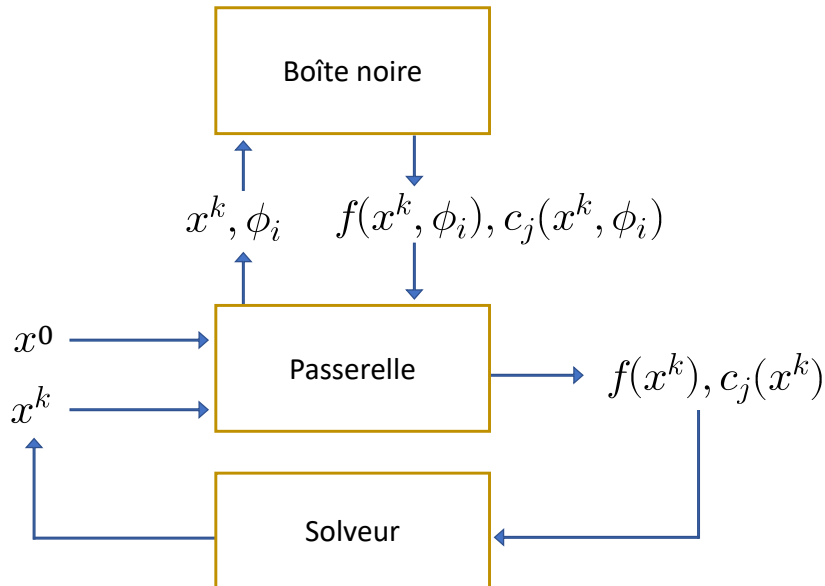 Boîte noire
x^k, ϕ_i
f(x^k, ϕ_i), c_j(x^k, ϕ_i)
x^0
Passerelle
x^k
f(x^k), c_j(x^k)
Solveur